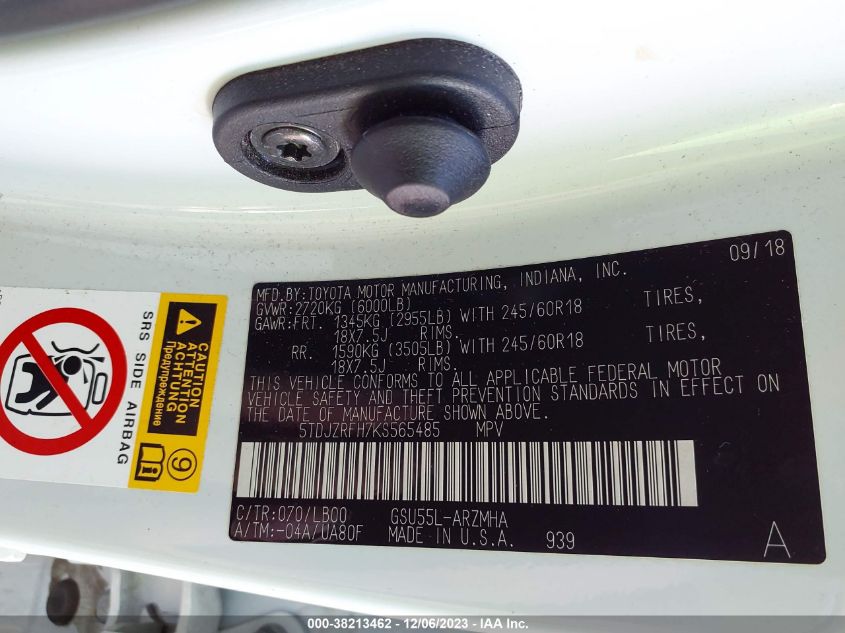 09/18
MFD.BY:TOYOTA MOTOR MANUFACTURING, INDIANA, INC.
GVWR:2720KG (6000LB)
GAWR:FRT. 1345KG (2955LB) WITH 245/60R18 TIRES,
18X7.5J RIMS.
RR. 1590KG (3505LB) WITH 245/60R18 TIRES,
18X7.5J RIMS.
THIS VEHICLE CONFORMS TO ALL APPLICABLE FEDERAL MOTOR
VEHICLE SAFETY AND THEFT PREVENTION STANDARDS IN EFFECT ON
THE DATE OF MANUFACTURE SHOWN ABOVE.
5TDJZRFH7KS565485 MPV
C/TR:070/LB00 GSU55L-ARZMHA
A/TM:-04A/UA80F MADE IN U.S.A. 939 A
SRS SIDE AIRBAG
CAUTION
ATTENTION
ACHTUNG
Предупреждение
9
000-38213462 - 12/06/2023 - IAA Inc.